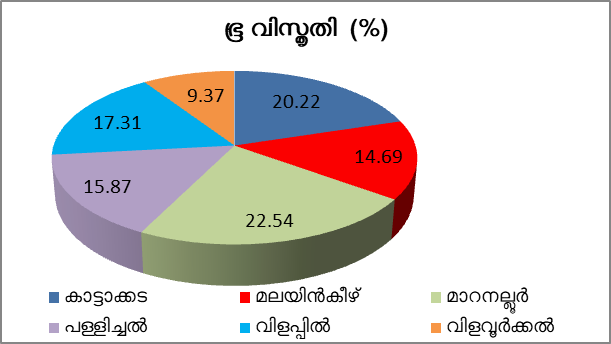 ഭൂ വിസ്തൃതി (%)
9.37
20.22
17.31
14.69
15.87
22.54
കാട്ടാക്കട മലയിൻകീഴ് മാറനല്ലൂർ
പള്ളിച്ചൽ വിളപ്പിൽ വിളവൂർക്കൽ